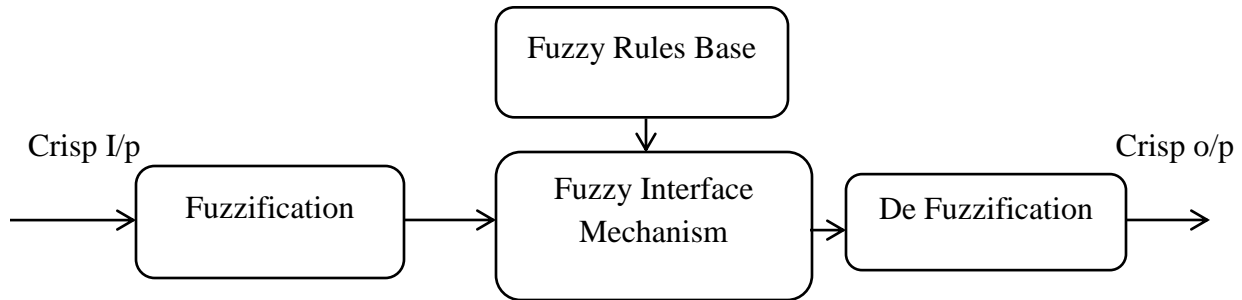 Fuzzy Rules Base
Crisp I/p
Crisp o/p
Fuzzification
Fuzzy Interface
Mechanism
De Fuzzification